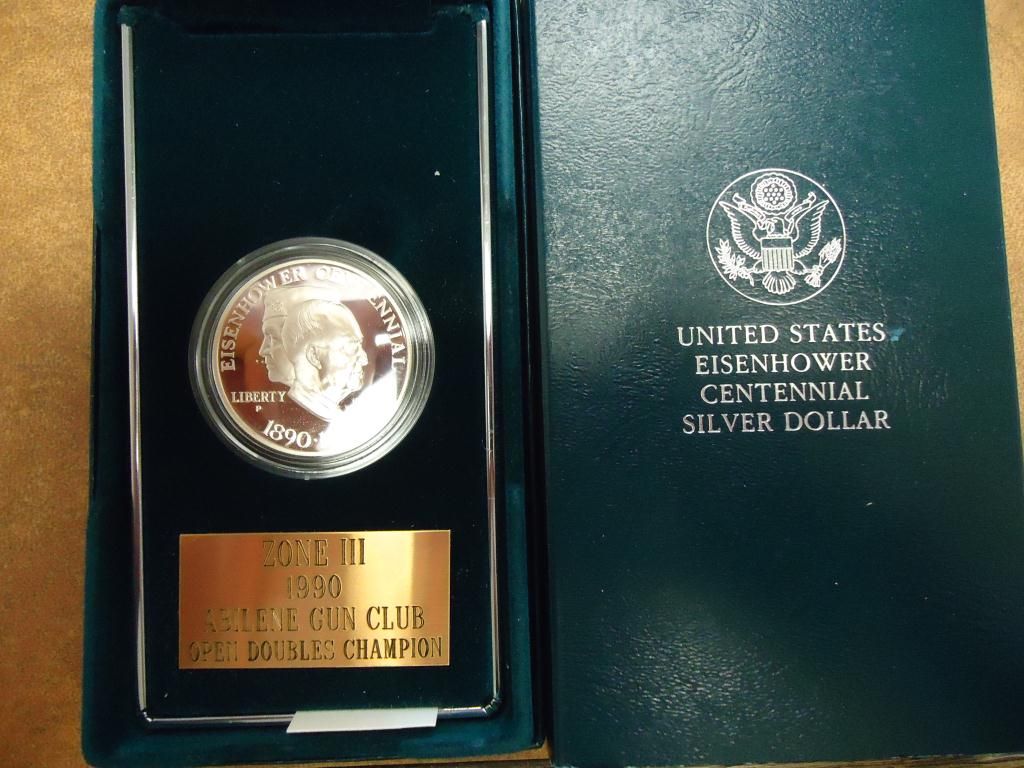 EISENHOWER CENTENNIAL
LIBERTY
P
1890-
ZONE III
1990
ABILENE GUN CLUB
OPEN DOUBLES CHAMPION
UNITED STATES
EISENHOWER
CENTENNIAL
SILVER DOLLAR